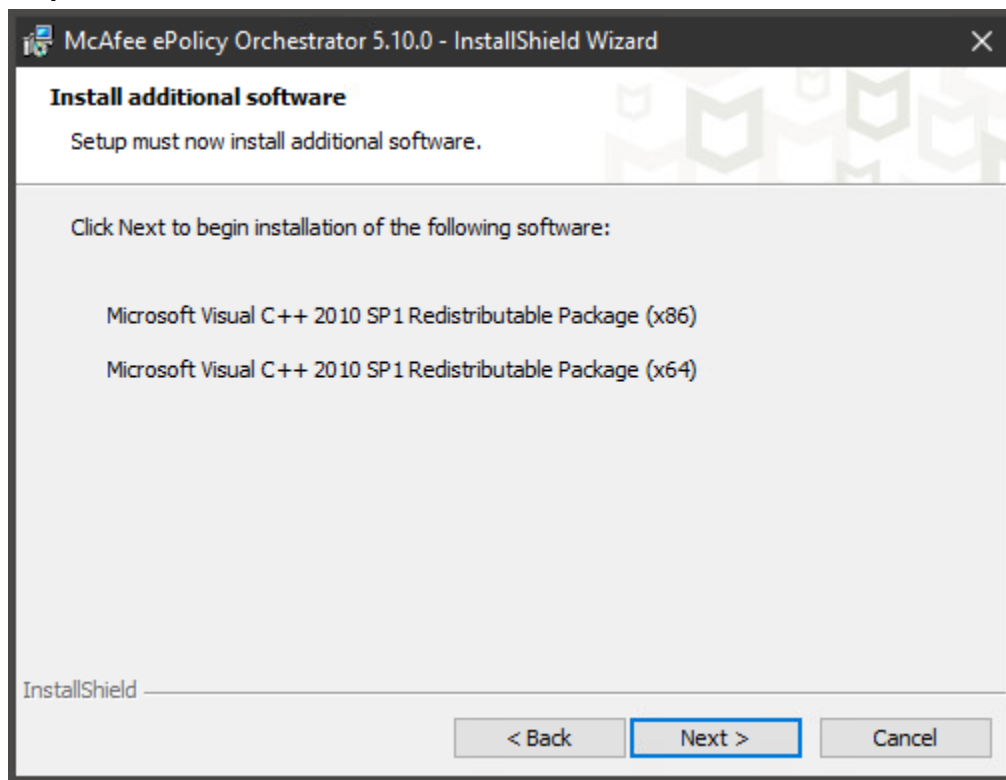 McAfee ePolicy Orchestrator 5.10.0 - InstallShield Wizard
Install additional software
Setup must now install additional software.
Click Next to begin installation of the following software:
Microsoft Visual C++ 2010 SP1 Redistributable Package (x86)
Microsoft Visual C++ 2010 SP1 Redistributable Package (x64)
InstallShield
< Back
Next >
Cancel